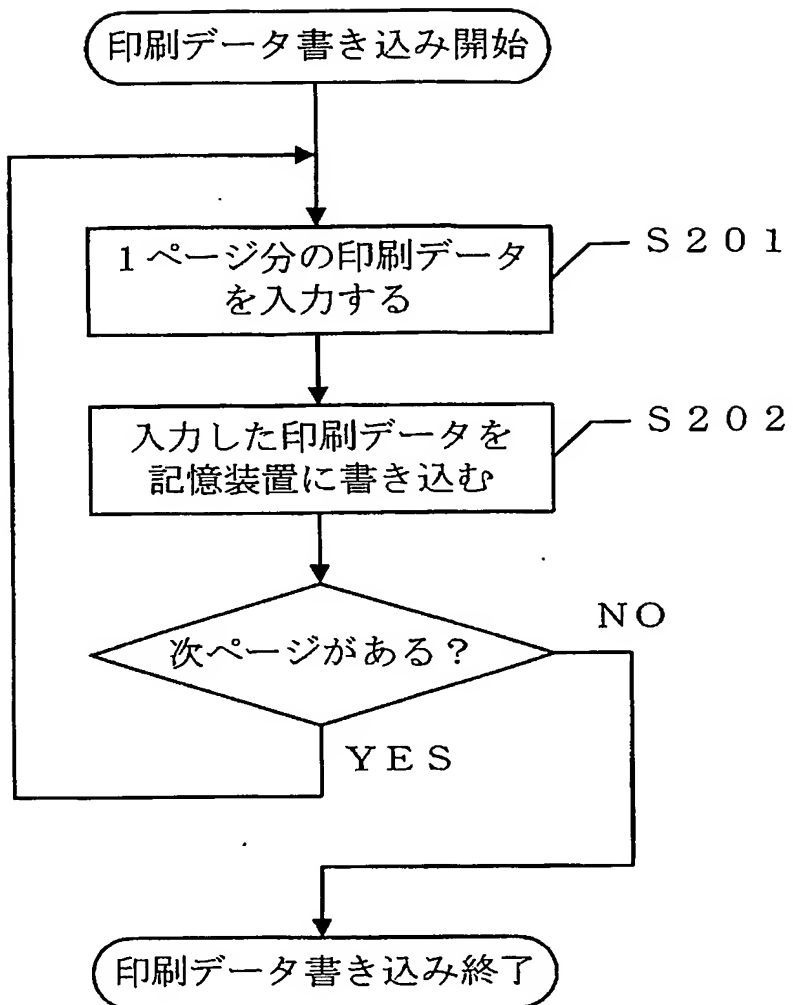 印刷データ書き込み開始
1ページ分の印刷データ
を入力する
S201
入力した印刷データを
記憶装置に書き込む
S202
次ページがある?
NO
YES
印刷データ書き込み終了